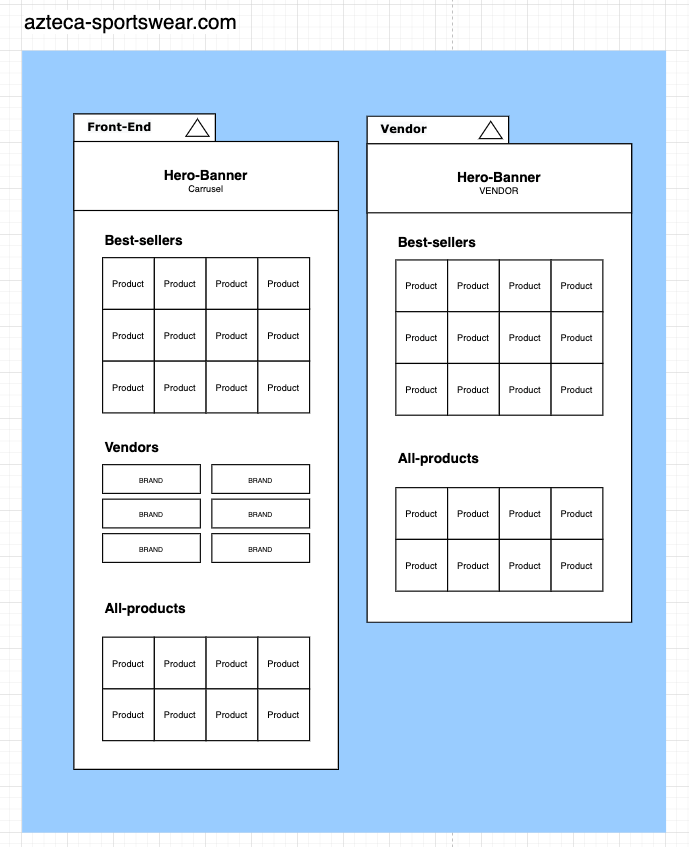 azteca-sportswear.com
Front-End
Hero-Banner
Carrusel
Best-sellers
Product Product Product Product
Product Product Product Product
Product Product Product Product
Vendors
BRAND BRAND
BRAND BRAND
BRAND BRAND
All-products
Product Product Product Product
Product Product Product Product
Vendor
Hero-Banner
VENDOR
Best-sellers
Product Product Product Product
Product Product Product Product
Product Product Product Product
All-products
Product Product Product Product
Product Product Product Product